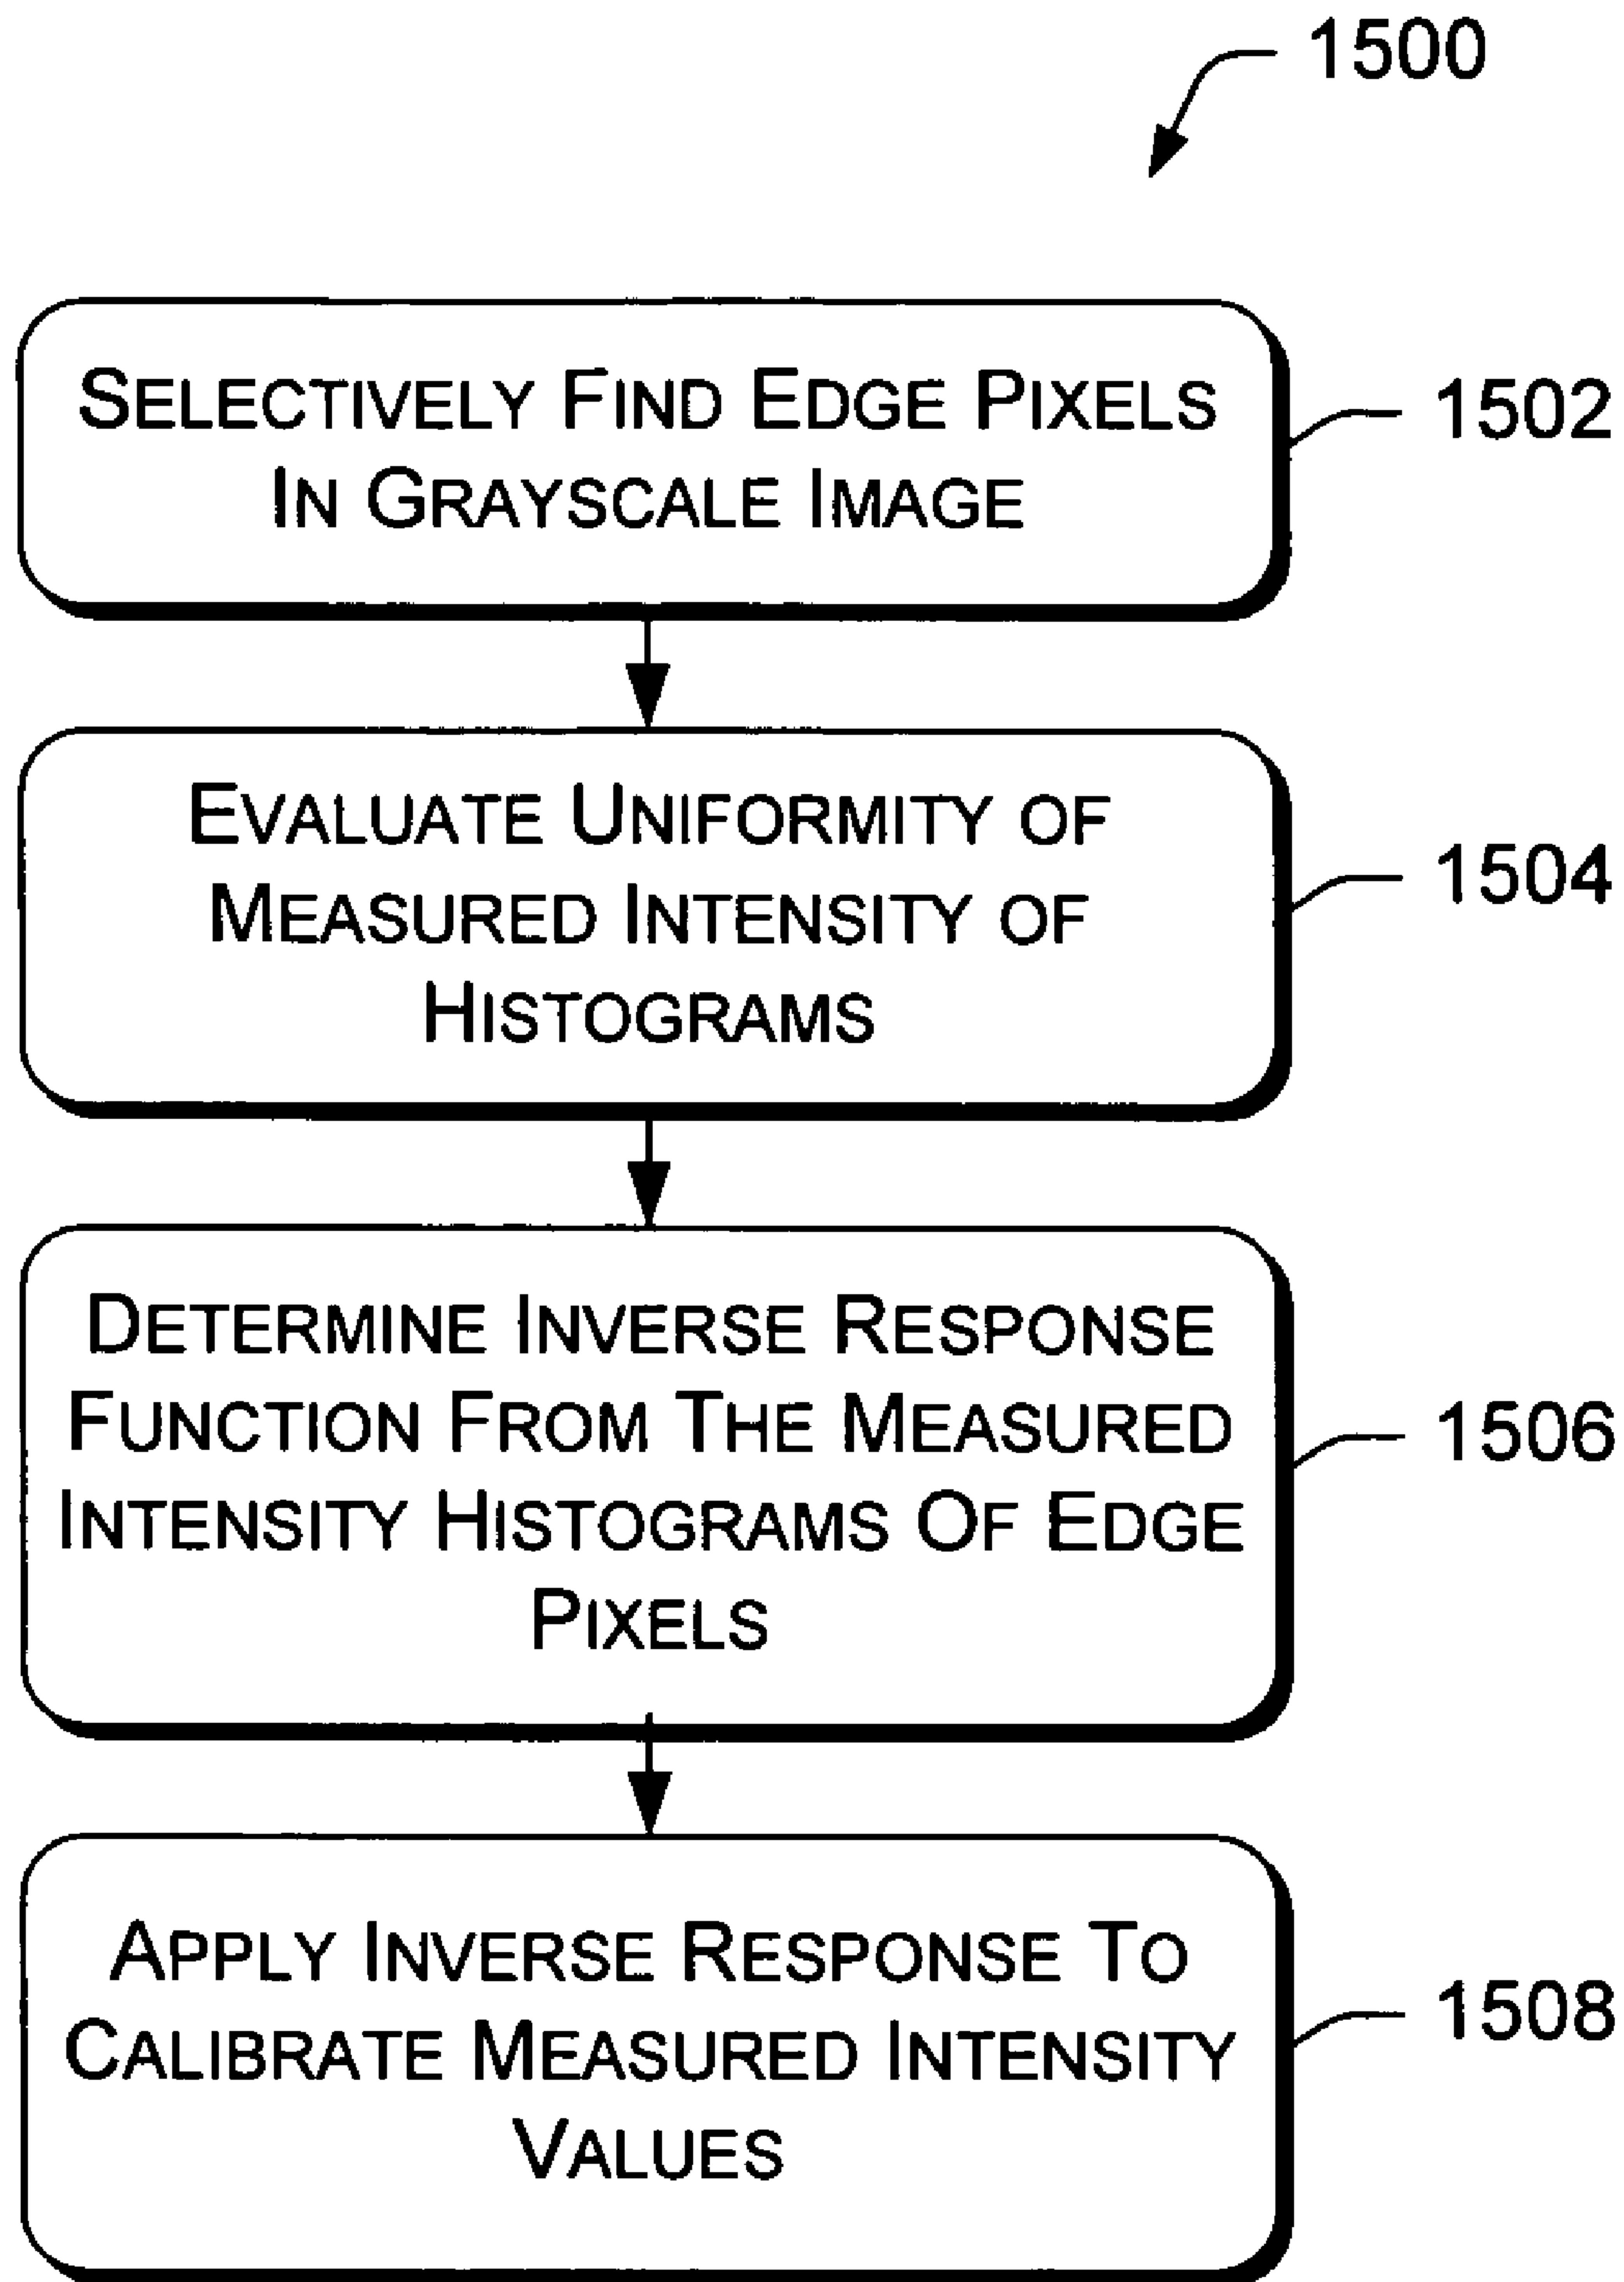 1500
SELECTIVELY FIND EDGE PIXELS
IN GRAYSCALE IMAGE
1502
EVALUATE UNIFORMITY OF
MEASURED INTENSITY OF
HISTOGRAMS
1504
DETERMINE INVERSE RESPONSE
FUNCTION FROM THE MEASURED
INTENSITY HISTOGRAMS OF EDGE
PIXELS
1506
APPLY INVERSE RESPONSE TO
CALIBRATE MEASURED INTENSITY
VALUES
1508